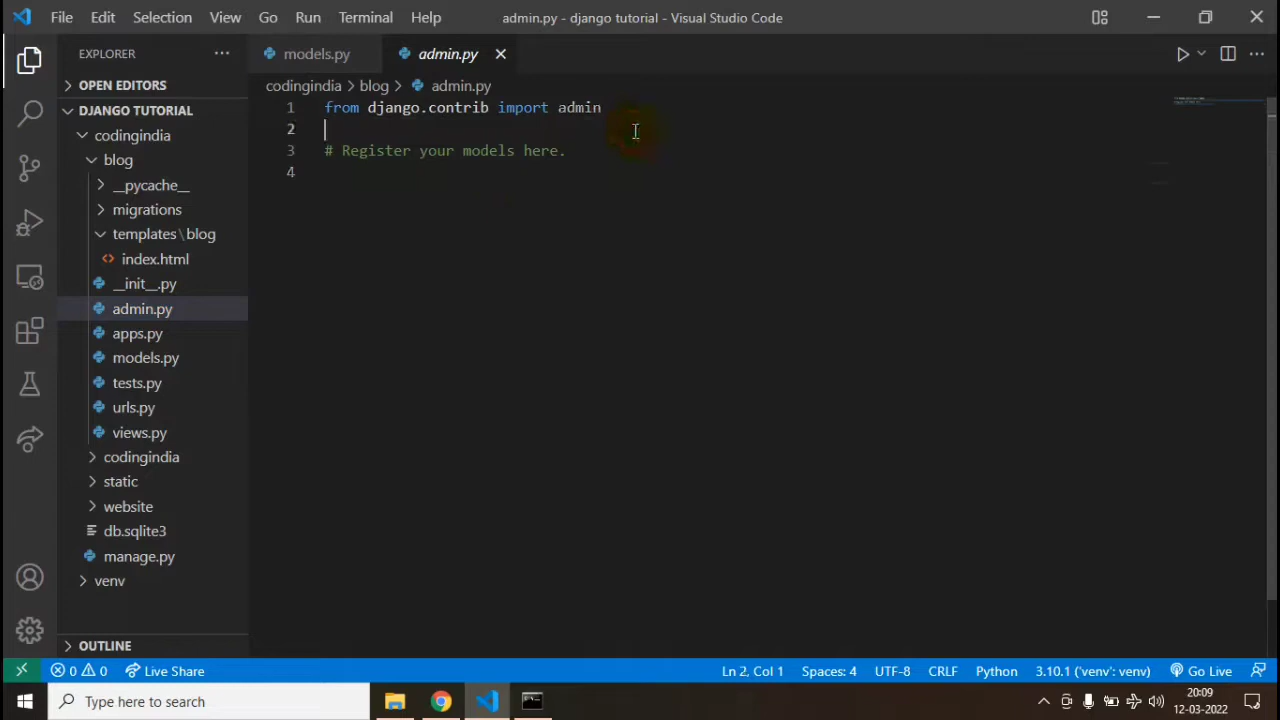 File Edit Selection View Go Run Terminal Help
admin.py - django tutorial - Visual Studio Code
EXPLORER
OPEN EDITORS
DJANGO TUTORIAL
codingindia
blog
__pycache__
migrations
templates\blog
index.html
__init__.py
admin.py
apps.py
models.py
tests.py
urls.py
views.py
codingindia
static
website
db.sqlite3
manage.py
venv
OUTLINE
models.py
admin.py
codingindia > blog > admin.py
1 from django.contrib import admin
2
3 # Register your models here.
4
0 0 Live Share
Ln 2, Col 1 Spaces: 4 UTF-8 CRLF Python 3.10.1 ('venv': venv) Go Live
Type here to search
20:09
12-03-2022